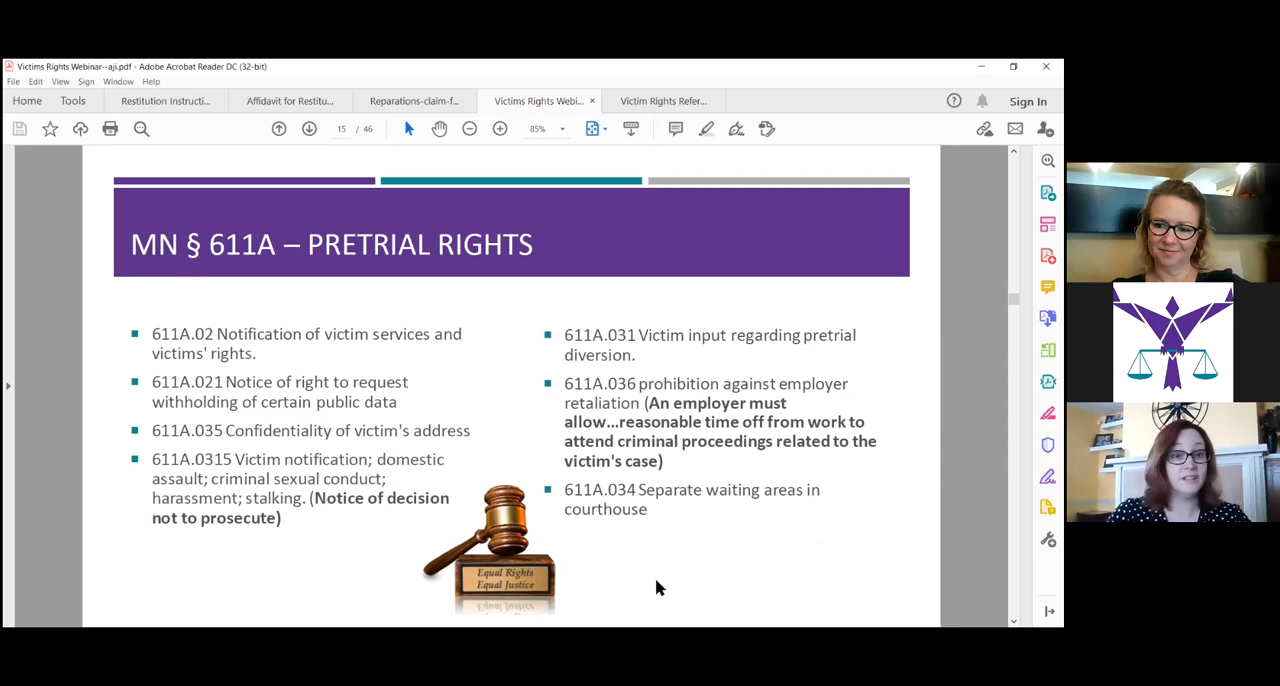 Victims Rights Webinar--aji.pdf - Adobe Acrobat Reader DC (32-bit)
File Edit View Sign Window Help
Home Tools Restitution Instructi... Affidavit for Restitu... Reparations-claim-f... Victims Rights Webi... × Victim Rights Refer... Sign In
15 / 46 85%
MN § 611A – PRETRIAL RIGHTS
611A.02 Notification of victim services and
victims' rights.
611A.021 Notice of right to request
withholding of certain public data
611A.035 Confidentiality of victim's address
611A.0315 Victim notification; domestic
assault; criminal sexual conduct;
harassment; stalking. (Notice of decision
not to prosecute)
611A.031 Victim input regarding pretrial
diversion.
611A.036 prohibition against employer
retaliation (An employer must
allow...reasonable time off from work to
attend criminal proceedings related to the
victim's case)
611A.034 Separate waiting areas in
courthouse
Equal Rights
Equal Justice